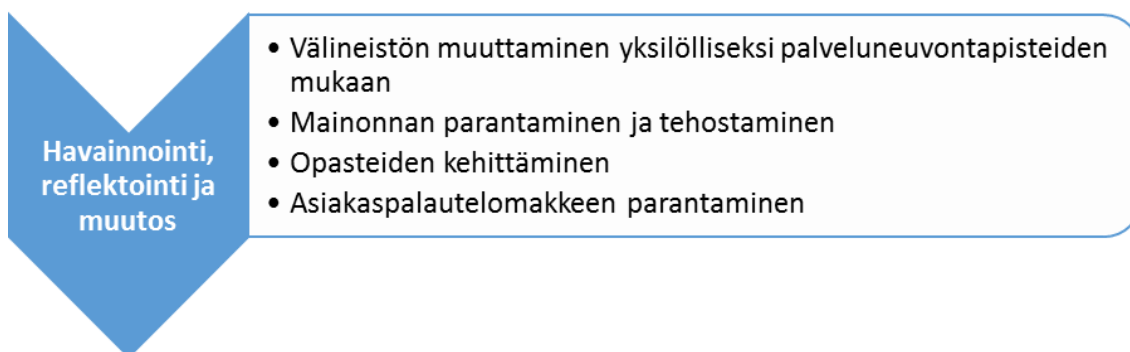 Havainnointi,
reflektointi ja
muutos
• Välineistön muuttaminen yksilölliseksi palveluneuvontapisteiden
mukaan
• Mainonnan parantaminen ja tehostaminen
• Opasteiden kehittäminen
• Asiakaspalautelomakkeen parantaminen